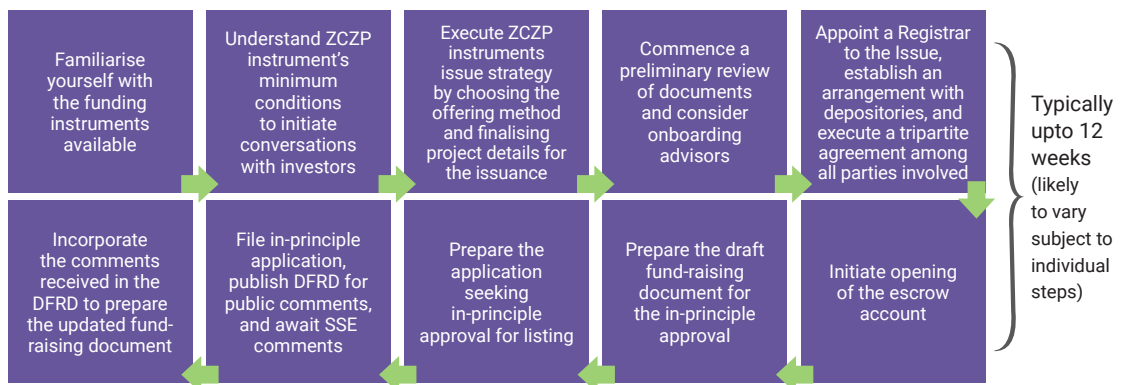 Familiarise
yourself with
the funding
instruments
available
Understand ZCZP
instrument's
minimum
conditions
to initiate
conversations
with investors
Execute ZCZP
instruments
issue strategy
by choosing the
offering method
and finalising
project details for
the issuance
Commence a
preliminary review
of documents
and consider
onboarding
advisors
Appoint a Registrar
to the Issue,
establish an
arrangement with
depositories, and
execute a tripartite
agreement among
all parties involved
Typically
upto 12
weeks
(likely
to vary
subject to
individual
steps)
Incorporate
the comments
received in the
DFRD to prepare
the updated fund-
raising document
File in-principle
application,
publish DFRD for
public comments,
and await SSE
comments
Prepare the
application
seeking
in-principle
approval for listing
Prepare the draft
fund-raising
document for
the in-principle
approval
Initiate opening
of the escrow
account